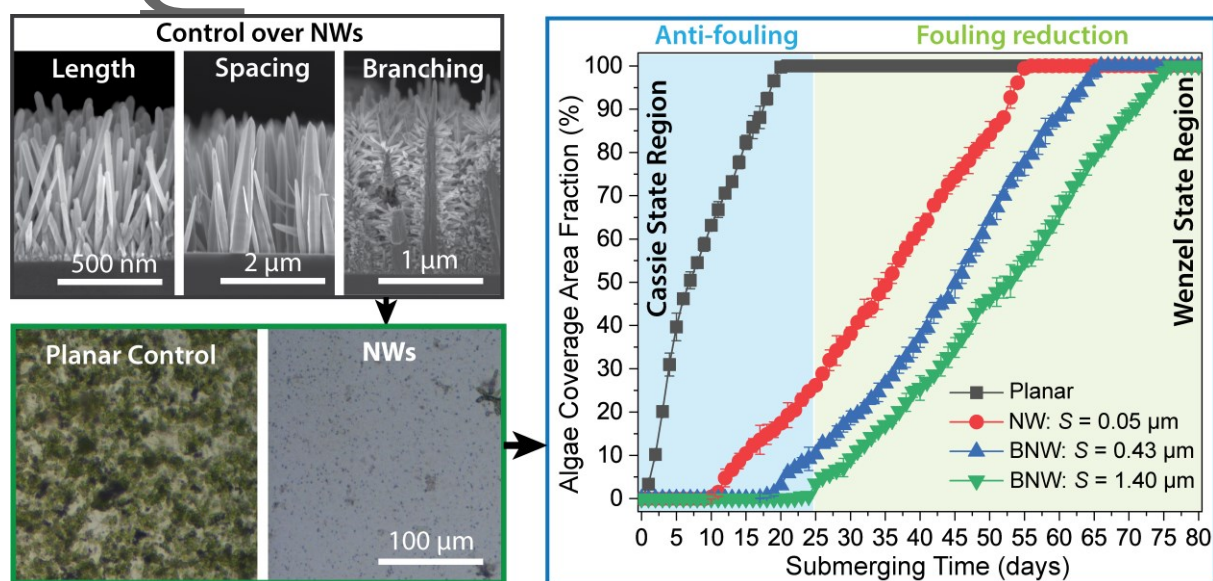 Control over NWs
Length
Spacing
Branching
500 nm
2 μm
1 μm
Planar Control
NWs
100 μm
Anti-fouling
Fouling reduction
Algae Coverage Area Fraction (%)
100
90
80
70
60
50
40
30
20
10
0
Cassie State Region
Wenzel State Region
Planar
NW: S = 0.05 μm
BNW: S = 0.43 μm
BNW: S = 1.40 μm
0 5 10 15 20 25 30 35 40 45 50 55 60 65 70 75 80
Submerging Time (days)